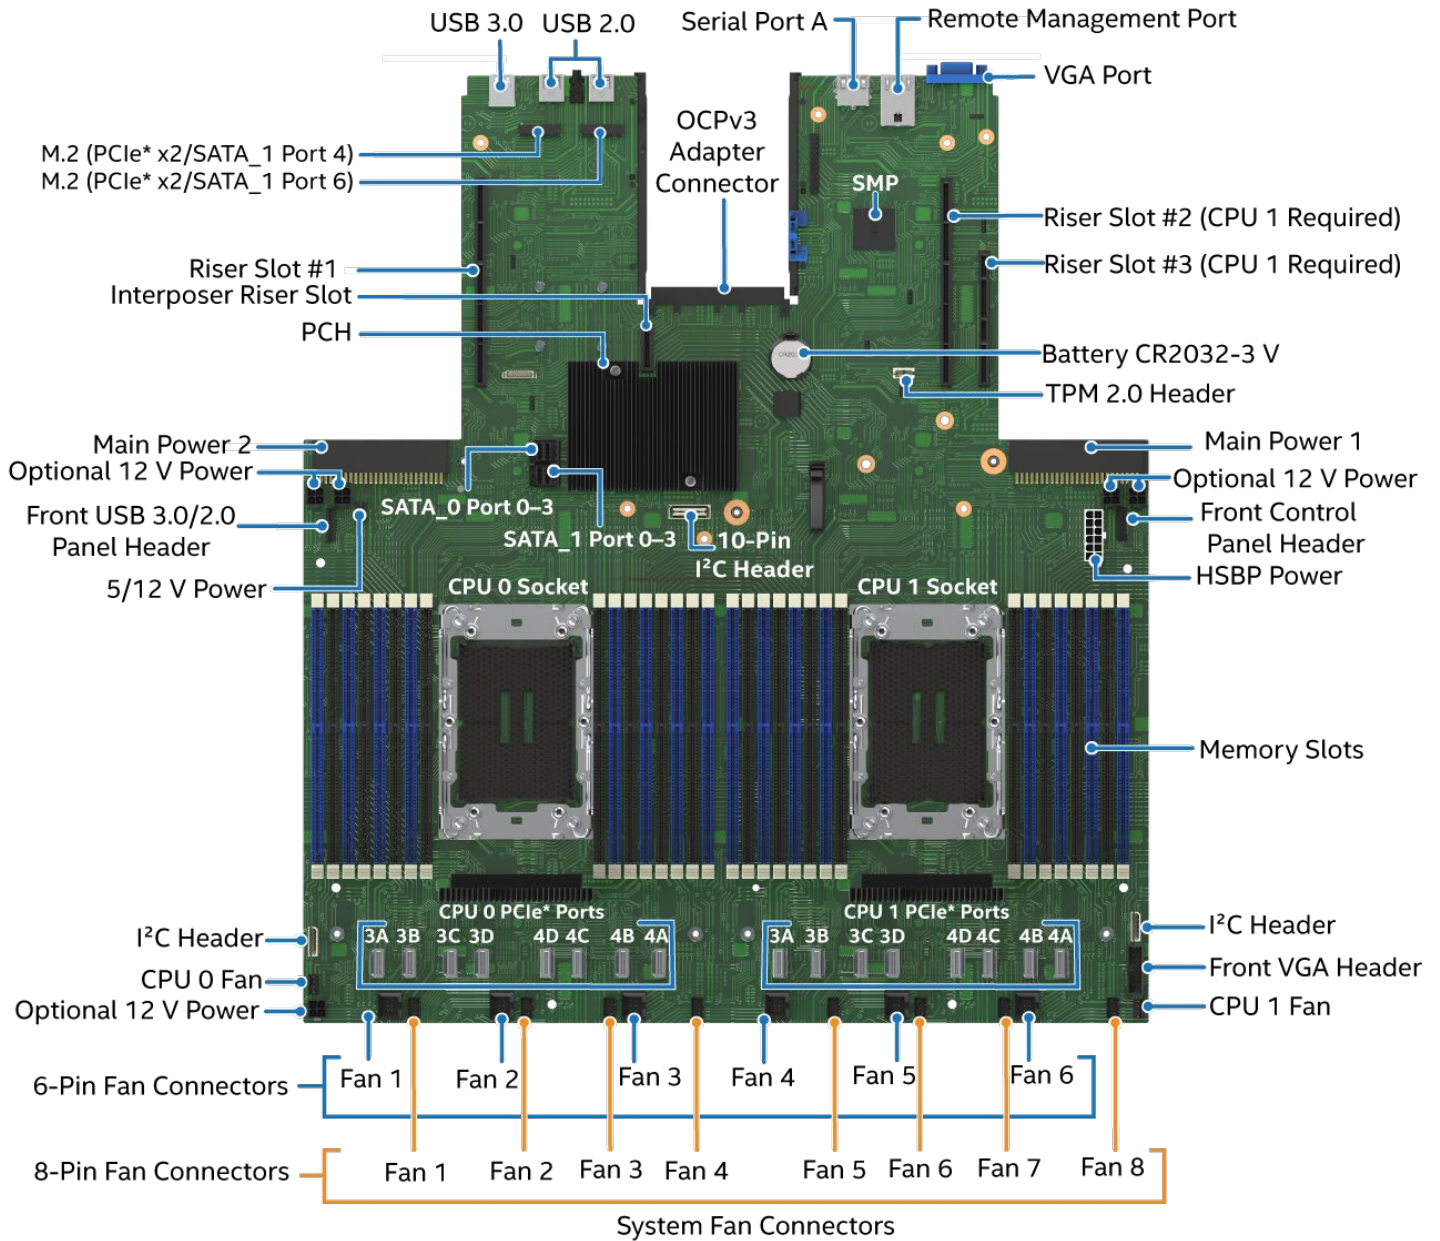 USB 3.0
USB 2.0
Serial Port A
Remote Management Port
VGA Port
OCPv3
Adapter
Connector
M.2 (PCIe* x2/SATA_1 Port 4)
M.2 (PCIe* x2/SATA_1 Port 6)
SMP
Riser Slot #2 (CPU 1 Required)
Riser Slot #1
Riser Slot #3 (CPU 1 Required)
Interposer Riser Slot
PCH
Battery CR2032-3 V
TPM 2.0 Header
Main Power 2
Main Power 1
Optional 12 V Power
Optional 12 V Power
SATA_0 Port 0–3
Front USB 3.0/2.0
Panel Header
Front Control
Panel Header
SATA_1 Port 0–3
10-Pin
I²C Header
5/12 V Power
HSBP Power
CPU 0 Socket
CPU 1 Socket
Memory Slots
CPU 0 PCIe* Ports
CPU 1 PCIe* Ports
3A 3B 3C 3D 4D 4C 4B 4A
3A 3B 3C 3D 4D 4C 4B 4A
I²C Header
I²C Header
CPU 0 Fan
Front VGA Header
Optional 12 V Power
CPU 1 Fan
6-Pin Fan Connectors
Fan 1
Fan 2
Fan 3
Fan 4
Fan 5
Fan 6
8-Pin Fan Connectors
Fan 1
Fan 2
Fan 3
Fan 4
Fan 5
Fan 6
Fan 7
Fan 8
System Fan Connectors